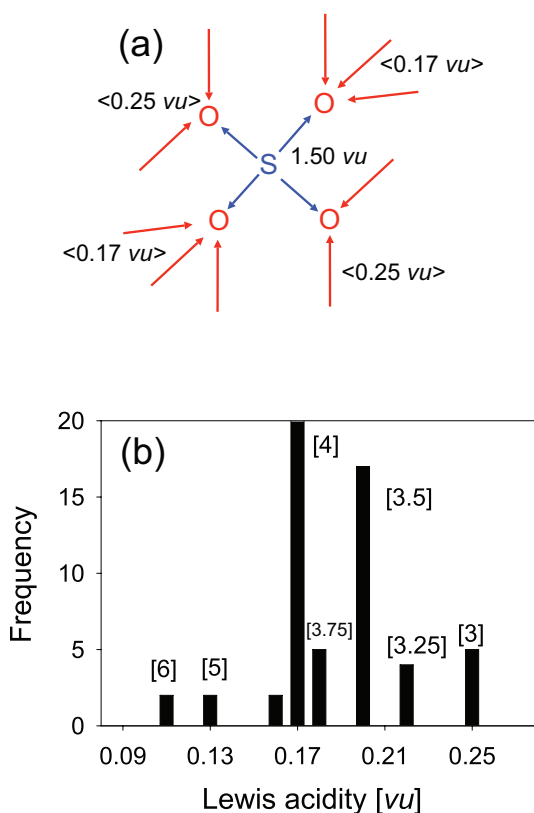 (a)
<0.17 vu>
<0.25 vu>
O
O
S
1.50 vu
O
O
<0.17 vu>
<0.25 vu>
(b)
20
15
10
5
0
Frequency
[4]
[3.5]
[3.75]
[3.25]
[3]
[6]
[5]
0.09 0.13 0.17 0.21 0.25
Lewis acidity [vu]